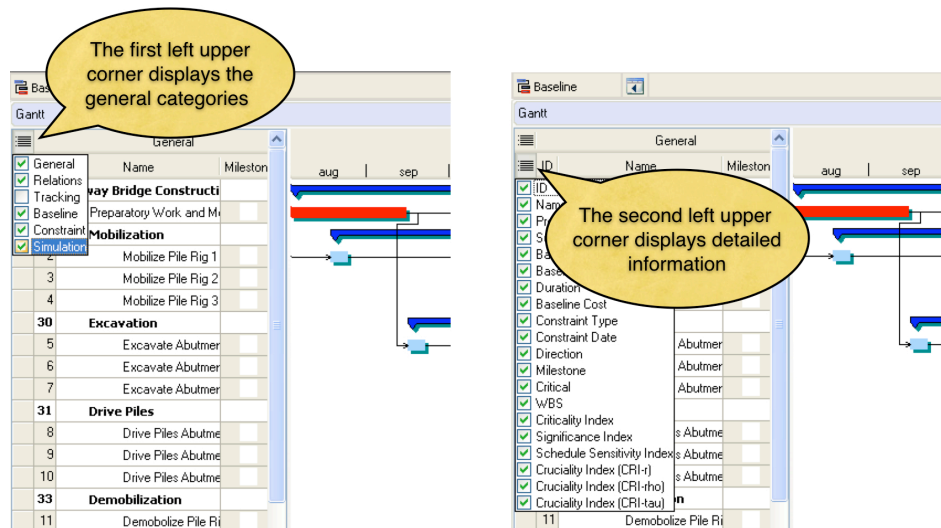 The first left upper
corner displays the
general categories
Gantt
General
General
Relations
Tracking
Baseline
Constraint
Simulation
Name Mileston
aug sep
way Bridge Constructi
Preparatory Work and
Mobilization
2 Mobilize Pile Rig 1
3 Mobilize Pile Rig 2
4 Mobilize Pile Rig 3
30 Excavation
5 Excavate Abutmer
6 Excavate Abutmer
7 Excavate Abutmer
31 Drive Piles
8 Drive Piles Abutme
9 Drive Piles Abutme
10 Drive Piles Abutme
33 Demobilization
11 Demobolize Pile Ri
Baseline
Gantt
General
ID Name Mileston
aug sep
The second left upper
corner displays detailed
information
ID
Duration
Baseline Cost
Constraint Type
Constraint Date
Direction
Milestone
Critical
WBS
Criticality Index
Significance Index
Schedule Sensitivity Index
Cruciality Index (CRI-r)
Cruciality Index (CRI-rho)
Cruciality Index (CRI-tau)
Abutmer
Abutmer
Abutmer
s Abutme
s Abutme
s Abutme
11 Demobolize Pile Ri